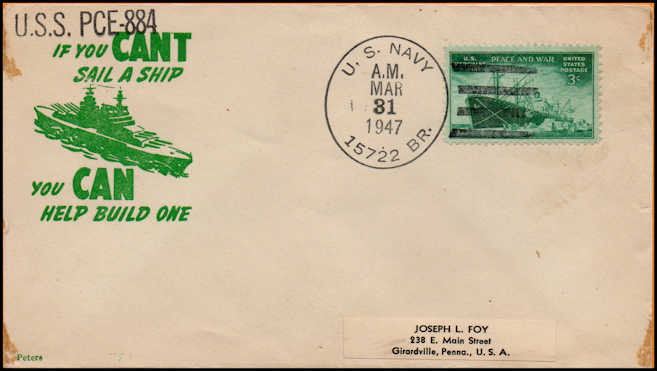 U.S.S. PCE-884
IF YOU CANT
SAIL A SHIP
YOU CAN
HELP BUILD ONE
U. S. NAVY
A.M.
MAR
31
1947
15722 BR.
U.S. PEACE AND WAR UNITED
STATES
POSTAGE
3¢
JOSEPH L. FOY
238 E. Main Street
Girardville, Penna., U. S. A.
Peters